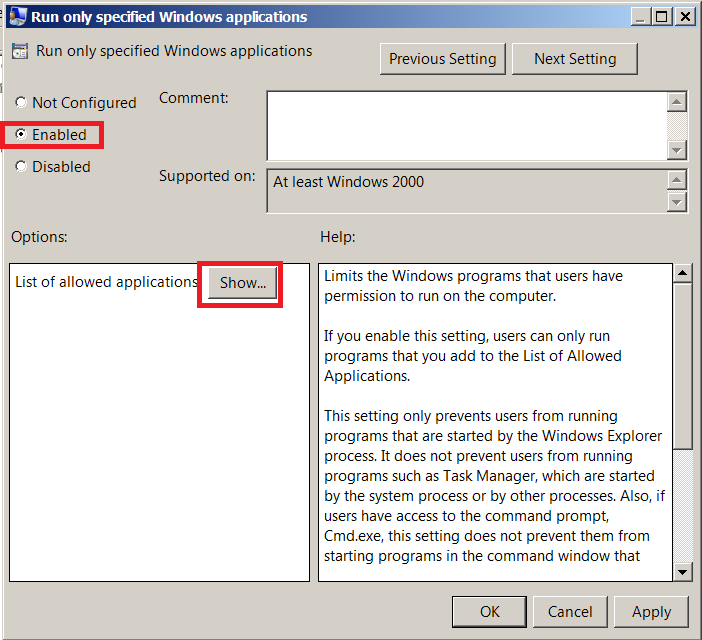 Run only specified Windows applications
Run only specified Windows applications
Previous Setting
Next Setting
Not Configured
Comment:
Enabled
Disabled
Supported on:
At least Windows 2000
Options:
Help:
List of allowed applications
Show...
Limits the Windows programs that users have
permission to run on the computer.
If you enable this setting, users can only run
programs that you add to the List of Allowed
Applications.
This setting only prevents users from running
programs that are started by the Windows Explorer
process. It does not prevent users from running
programs such as Task Manager, which are started
by the system process or by other processes. Also, if
users have access to the command prompt,
Cmd.exe, this setting does not prevent them from
starting programs in the command window that
OK
Cancel
Apply